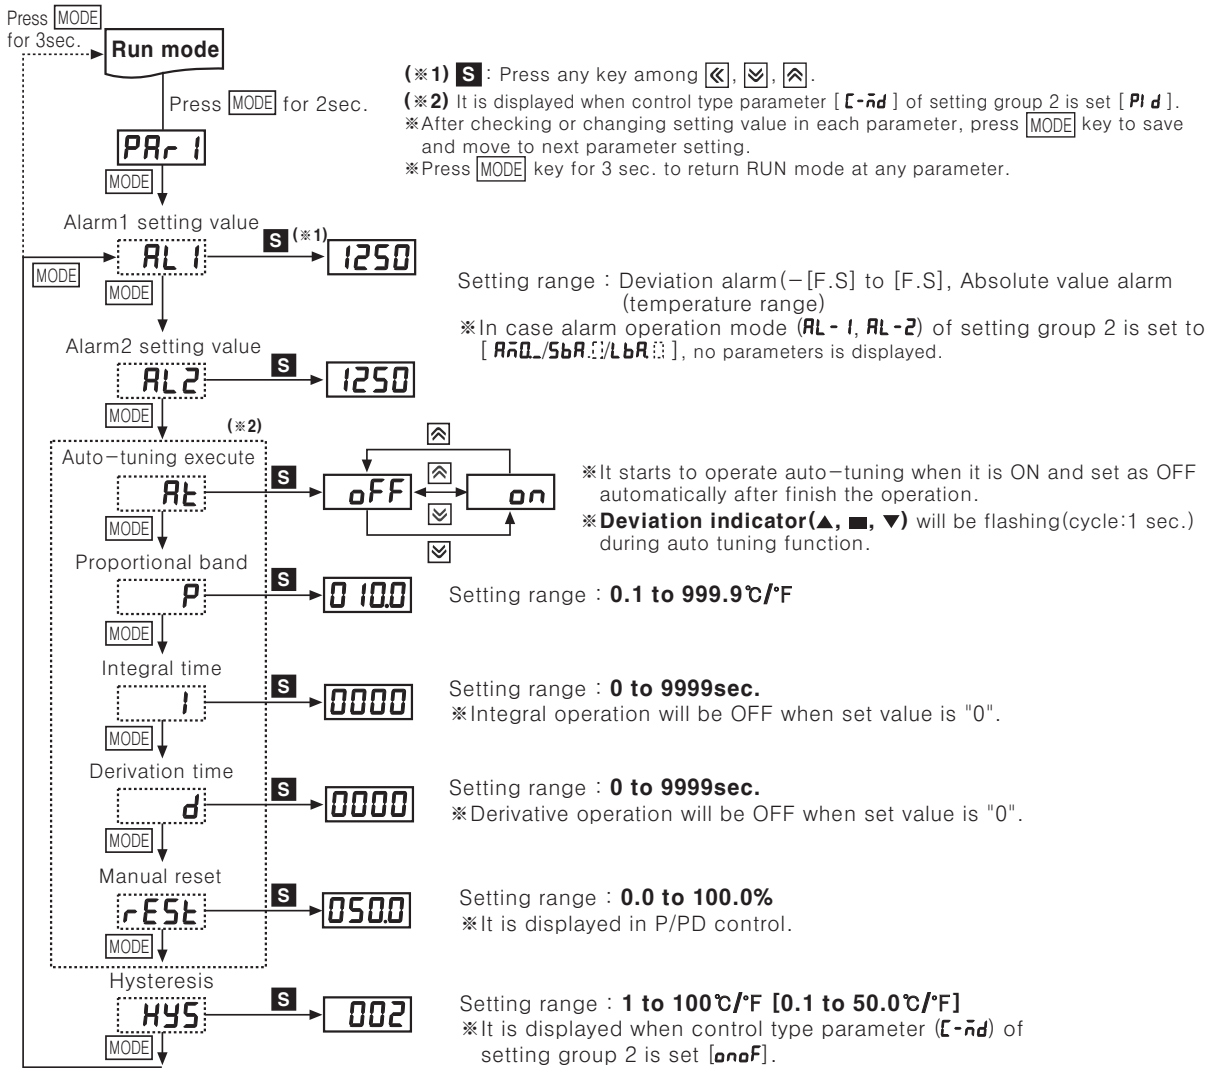 Press MODE
for 3sec.
Run mode
Press MODE for 2sec.
(※1) S : Press any key among ≪, ⩔, ⩓.
(※2) It is displayed when control type parameter [ C-md ] of setting group 2 is set [ PId ].
※After checking or changing setting value in each parameter, press MODE key to save
and move to next parameter setting.
※Press MODE key for 3 sec. to return RUN mode at any parameter.
PAr1
MODE
Alarm1 setting value
AL1
S (※1)
1250
MODE
MODE
Setting range : Deviation alarm(-[F.S] to [F.S], Absolute value alarm
(temperature range)
※In case alarm operation mode (AL-1, AL-2) of setting group 2 is set to
[ Am0._/SbA.▯/LbA.▯ ], no parameters is displayed.
Alarm2 setting value
AL2
S
1250
MODE
(※2)
Auto-tuning execute
At
S
oFF
on
※It starts to operate auto-tuning when it is ON and set as OFF
automatically after finish the operation.
※Deviation indicator(▲, ■, ▼) will be flashing(cycle:1 sec.)
during auto tuning function.
MODE
Proportional band
P
S
010.0
Setting range : 0.1 to 999.9℃/℉
MODE
Integral time
I
S
0000
Setting range : 0 to 9999sec.
※Integral operation will be OFF when set value is "0".
MODE
Derivation time
d
S
0000
Setting range : 0 to 9999sec.
※Derivative operation will be OFF when set value is "0".
MODE
Manual reset
rESt
S
050.0
Setting range : 0.0 to 100.0%
※It is displayed in P/PD control.
MODE
Hysteresis
HYS
S
002
Setting range : 1 to 100℃/℉ [0.1 to 50.0℃/℉]
※It is displayed when control type parameter (C-md) of
setting group 2 is set [onoF].
MODE